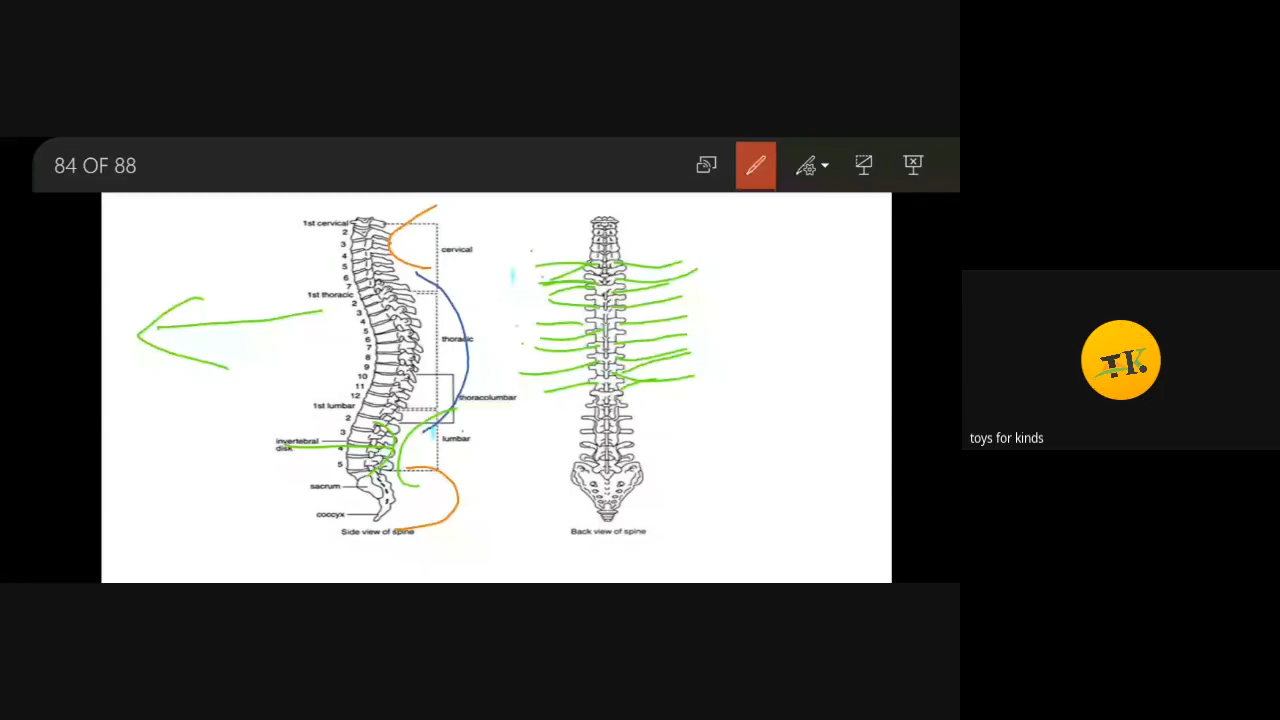 84 OF 88
1st cervical
2
3
4
5
6
7
cervical
1st thoracic
2
3
4
5
6
7
8
9
10
11
12
thoracic
thoracolumbar
1st lumbar
2
3
lumbar
invertebral
disk
4
5
sacrum
coccyx
Side view of spine
Back view of spine
TK.
toys for kinds